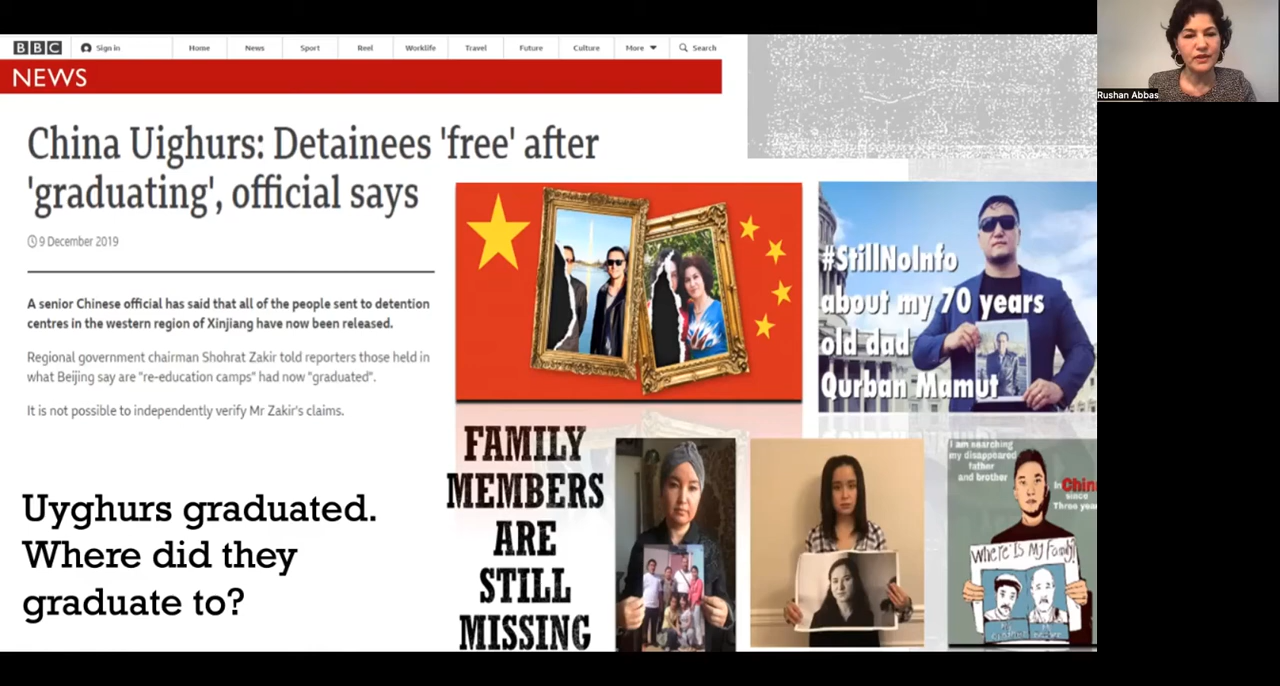 BBC Sign in Home News Sport Reel Worklife Travel Future Culture More Search
NEWS
China Uighurs: Detainees 'free' after
'graduating', official says
9 December 2019
A senior Chinese official has said that all of the people sent to detention
centres in the western region of Xinjiang have now been released.
Regional government chairman Shohrat Zakir told reporters those held in
what Beijing say are "re-education camps" had now "graduated".
It is not possible to independently verify Mr Zakir's claims.
Uyghurs graduated.
Where did they
graduate to?
#StillNoInfo
about my 70 years
old dad
Qurban Mamut
FAMILY
MEMBERS
ARE
STILL
MISSING
I am searching
my disappeared
father
and brother
in China
since
Three yea
Where Is My Family?
Rushan Abbas